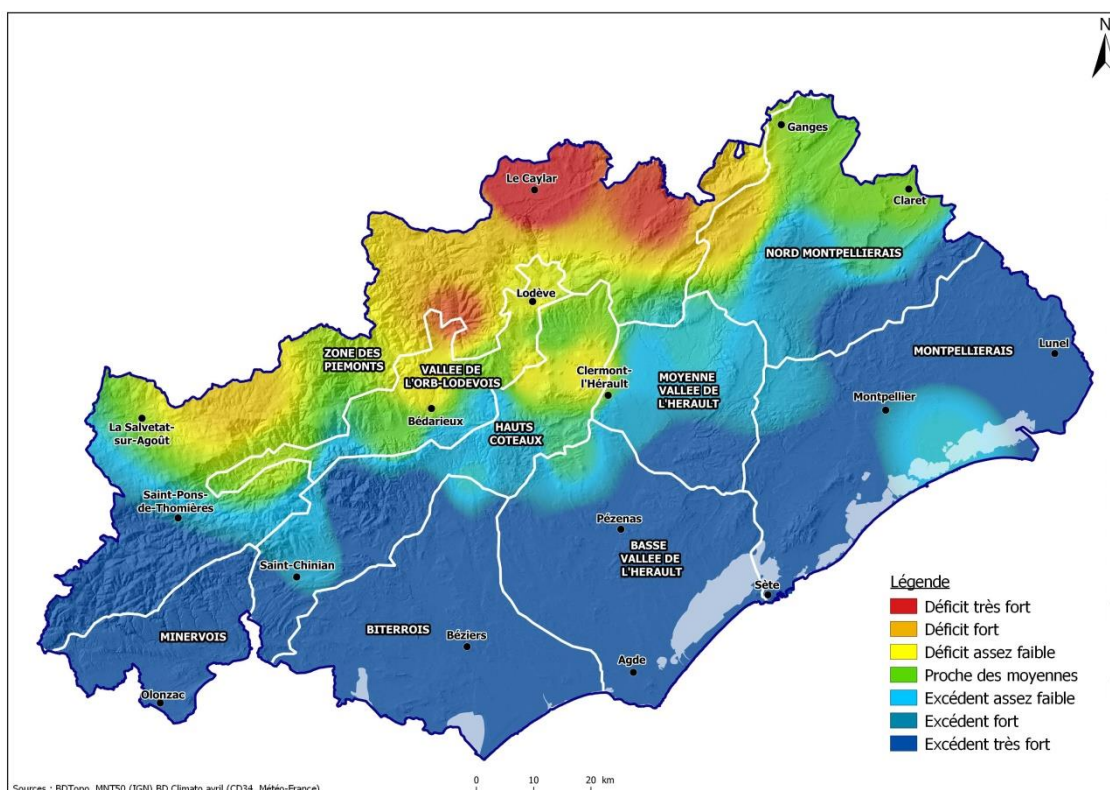 N
Ganges
Le Caylar
Claret
NORD MONTPELLIERAIS
Lodève
ZONE DES
PIEMONTS
VALLEE DE
L'ORB-LODEVOIS
Clermont-
l'Hérault
MOYENNE
VALLEE DE
L'HERAULT
MONTPELLIERAIS
Lunel
Montpellier
La Salvetat-
sur-Agoût
Bédarieux
HAUTS
COTEAUX
Saint-Pons-
de-Thomières
Pézenas
BASSE
VALLEE DE
L'HERAULT
Saint-Chinian
Sète
MINERVOIS
BITERROIS
Béziers
Agde
Olonzac
Légende
Déficit très fort
Déficit fort
Déficit assez faible
Proche des moyennes
Excédent assez faible
Excédent fort
Excédent très fort
0 10 20 km
Sources : BDTopo, MNT50 (IGN) BD Climato avril (CD34, Météo-France)